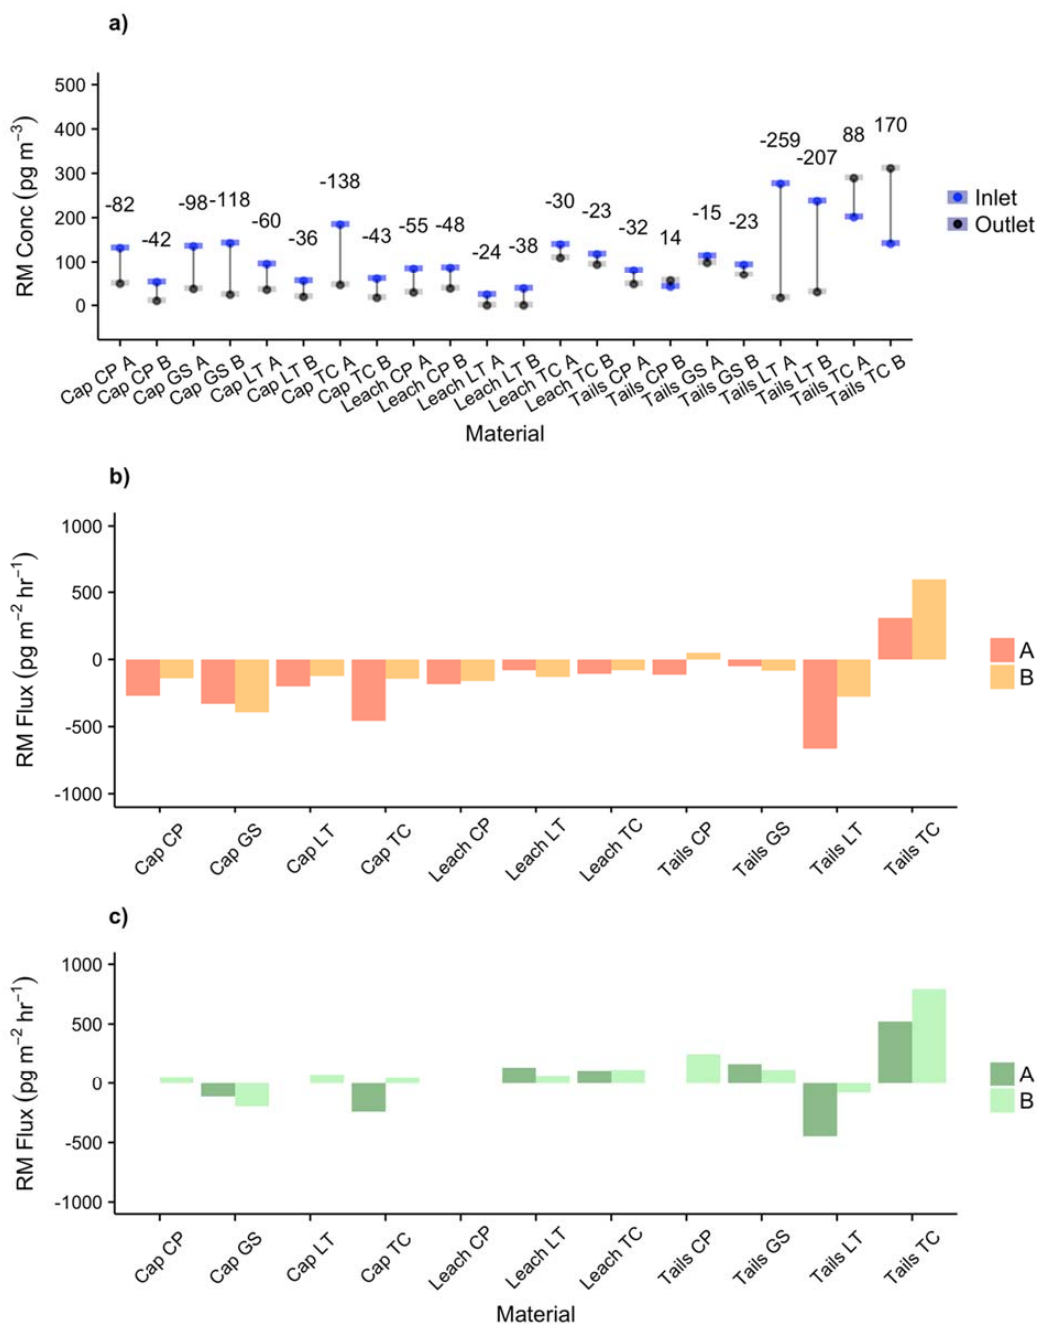 a)
RM Conc (pg m⁻³)
500
400
300
200
100
0
-82
-42
-98
-118
-60
-36
-138
-43
-55
-48
-24
-38
-30
-23
-32
14
-15
-23
-259
-207
88
170
Inlet
Outlet
Cap CP A
Cap CP B
Cap GS A
Cap GS B
Cap LT A
Cap LT B
Cap TC A
Cap TC B
Leach CP A
Leach CP B
Leach LT A
Leach LT B
Leach TC A
Leach TC B
Tails CP A
Tails CP B
Tails GS A
Tails GS B
Tails LT A
Tails LT B
Tails TC A
Tails TC B
Material
b)
RM Flux (pg m⁻² hr⁻¹)
1000
500
0
-500
-1000
A
B
Cap CP
Cap GS
Cap LT
Cap TC
Leach CP
Leach LT
Leach TC
Tails CP
Tails GS
Tails LT
Tails TC
c)
RM Flux (pg m⁻² hr⁻¹)
1000
500
0
-500
-1000
A
B
Cap CP
Cap GS
Cap LT
Cap TC
Leach CP
Leach LT
Leach TC
Tails CP
Tails GS
Tails LT
Tails TC
Material